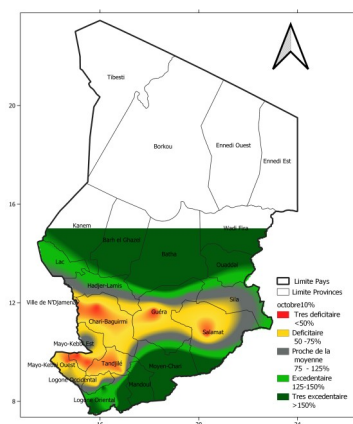 Tibesti
20
Borkou
Ennedi Ouest
Ennedi Est
16
Kanem
Wadi Fira
Barh el Ghazel
Batha
Lac
Ouaddai
Hadjer-Lamis
Sila
Ville de N'Djamena
12
Guéra
Chari-Baguirmi
Salamat
Mayo-Kebbi Est
Mayo-Kebbi Ouest
Tandjilé
Logone Occidental
Moyen-Chari
Mandoul
8
Logone Oriental
16
20
24
Limite Pays
Limite Provinces
octobre10%
Tres deficitaire
<50%
Deficitaire
50 -75%
Proche de la
moyenne
75 - 125%
Excedentaire
125-150%
Tres excedentaire
>150%